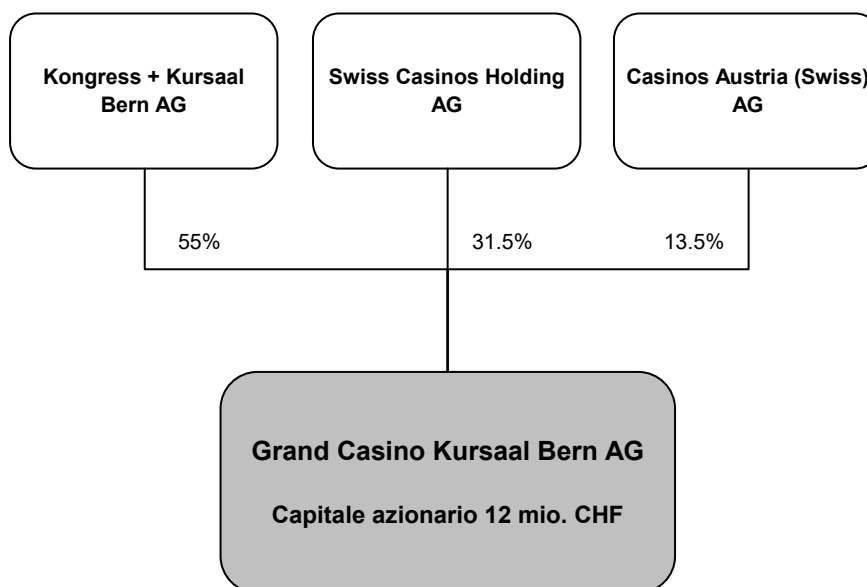 Kongress + Kursaal
Bern AG
Swiss Casinos Holding
AG
Casinos Austria (Swiss)
AG
55%
31.5%
13.5%
Grand Casino Kursaal Bern AG
Capitale azionario 12 mio. CHF